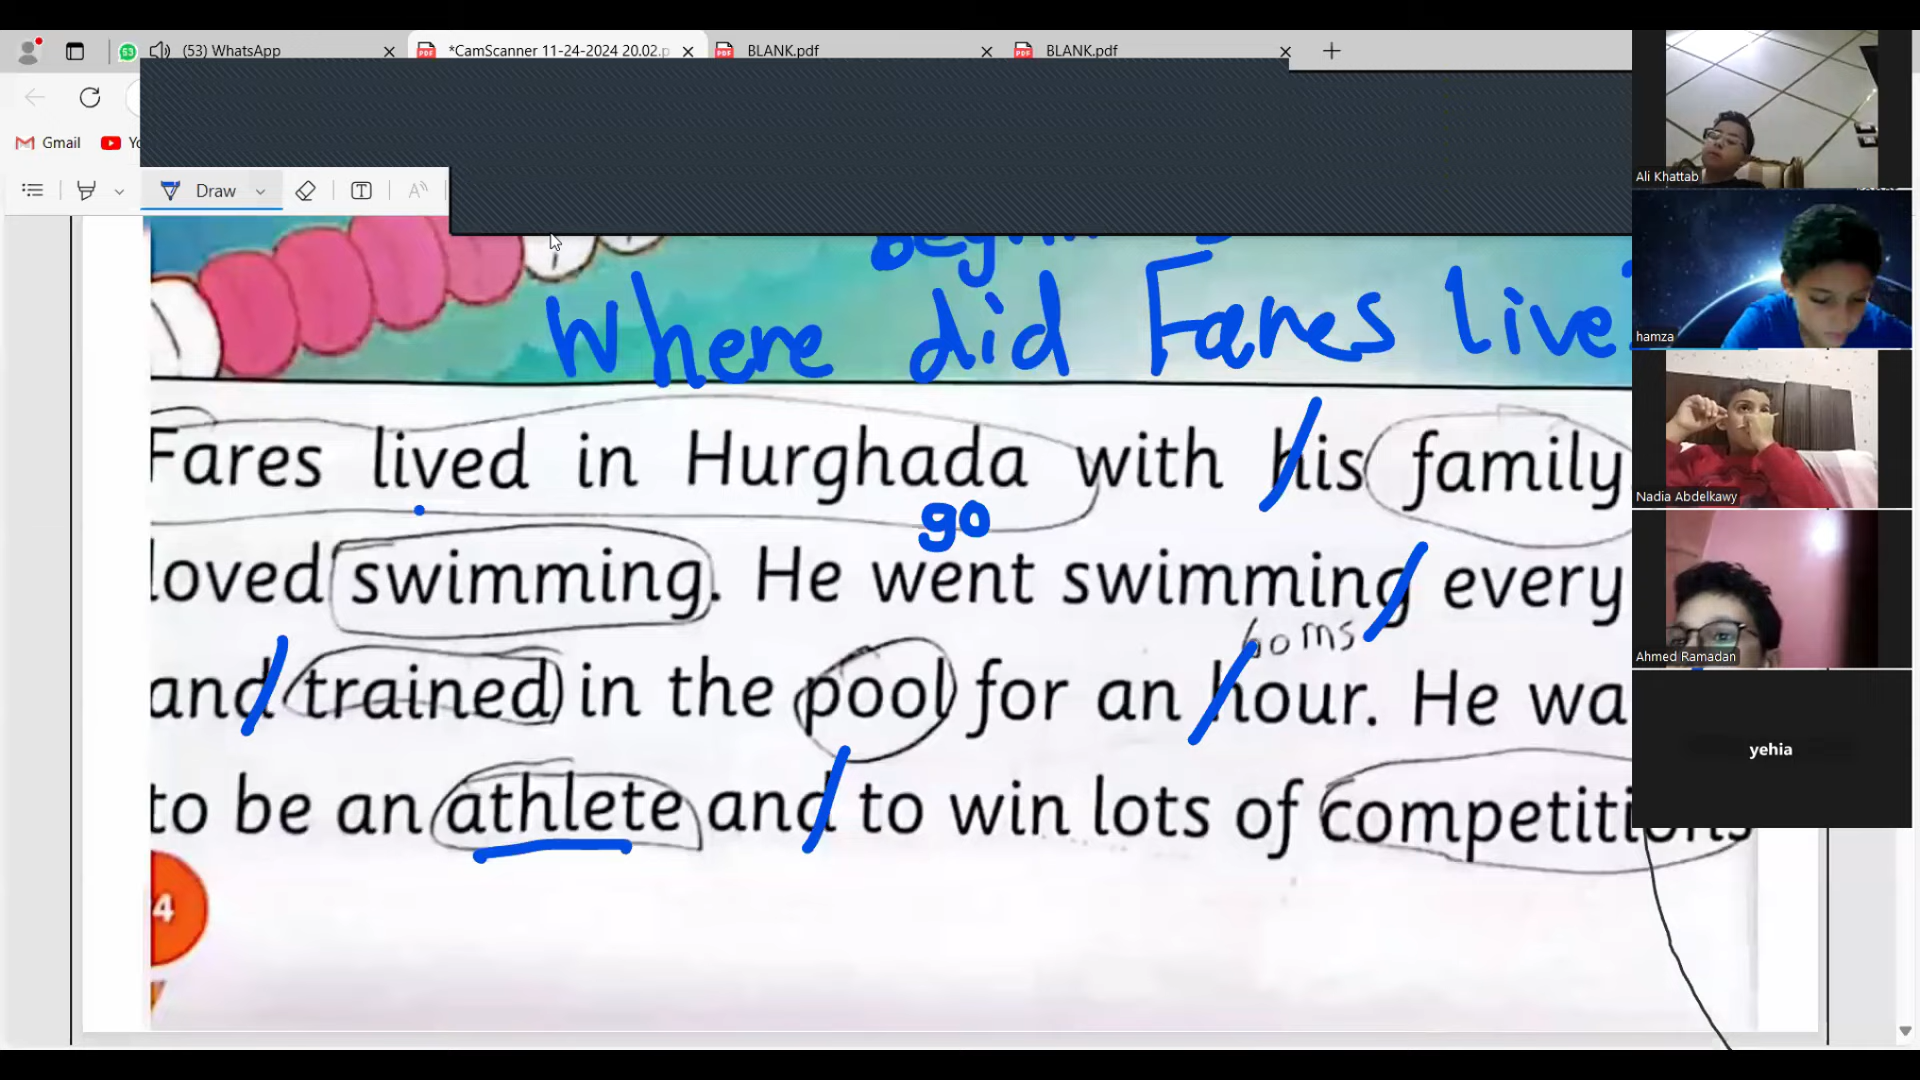 (53) WhatsApp
*CamScanner 11-24-2024 20.02.p
BLANK.pdf
BLANK.pdf
53
Gmail
Draw
Where did Fares live?
Fares lived in Hurghada with his family
go
loved swimming. He went swimming every
and trained in the pool for an hour. He wa
to be an athlete and to win lots of competitions
4
Ali Khattab
hamza
Nadia Abdelkawy
Ahmed Ramadan
yehia